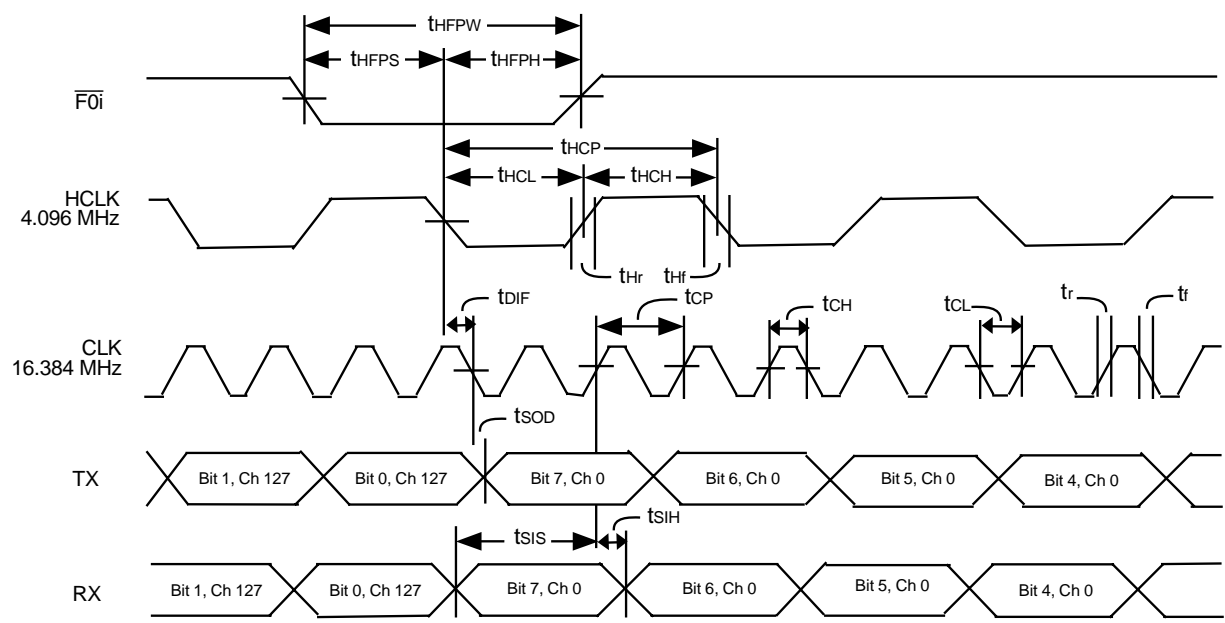 tHFPW
tHFPS
tHFPH
F0i
tHCP
tHCL
tHCH
HCLK
4.096 MHz
tHr
tHf
tDIF
tCP
tCH
tCL
tr
tf
CLK
16.384 MHz
tSOD
TX
Bit 1, Ch 127
Bit 0, Ch 127
Bit 7, Ch 0
Bit 6, Ch 0
Bit 5, Ch 0
Bit 4, Ch 0
tSIS
tSIH
RX
Bit 1, Ch 127
Bit 0, Ch 127
Bit 7, Ch 0
Bit 6, Ch 0
Bit 5, Ch 0
Bit 4, Ch 0